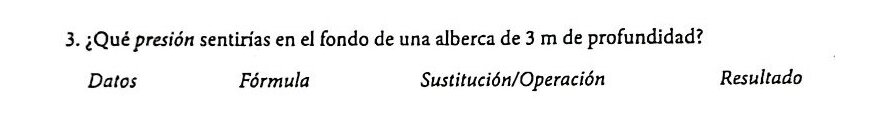 3. ¿Qué presión sentirías en el fondo de una alberca de 3 m de profundidad?
Datos Fórmula Sustitución/Operación Resultado